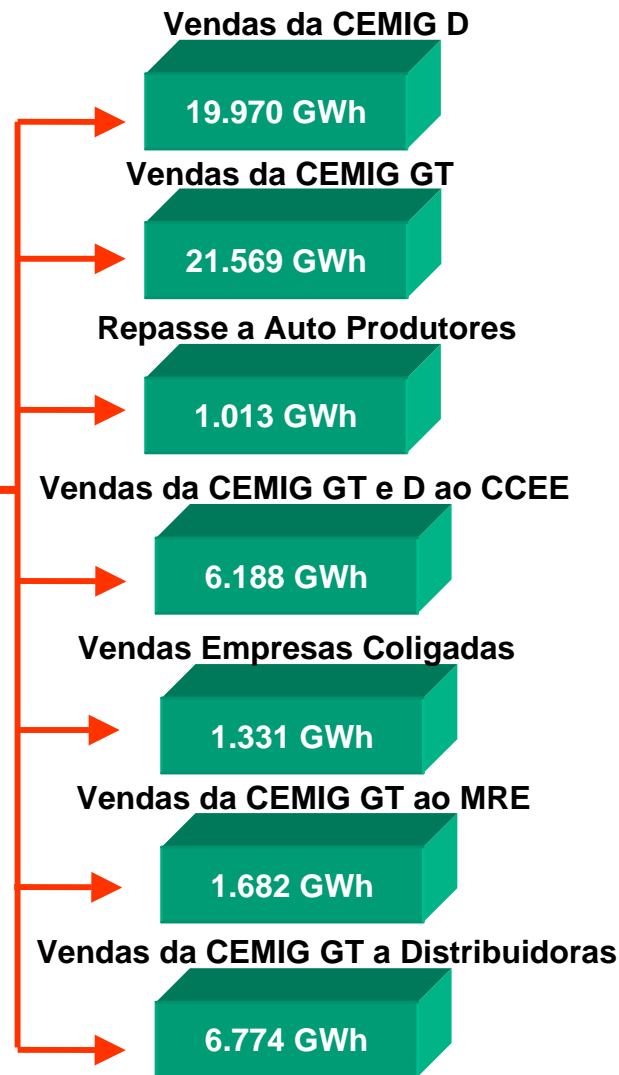 Vendas da CEMIG D
19.970 GWh
Vendas da CEMIG GT
21.569 GWh
Repasse a Auto Produtores
1.013 GWh
Vendas da CEMIG GT e D ao CCEE
6.188 GWh
Vendas Empresas Coligadas
1.331 GWh
Vendas da CEMIG GT ao MRE
1.682 GWh
Vendas da CEMIG GT a Distribuidoras
6.774 GWh